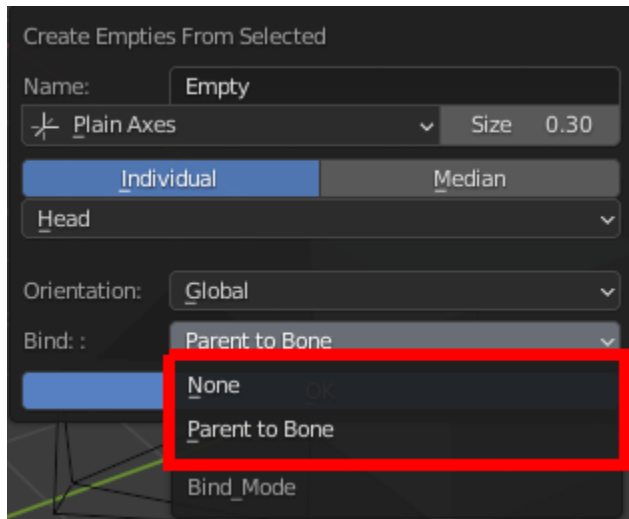 Create Empties From Selected
Name: Empty
Plain Axes Size 0.30
Individual Median
Head
Orientation: Global
Bind: : Parent to Bone
None
OK
Parent to Bone
Bind_Mode